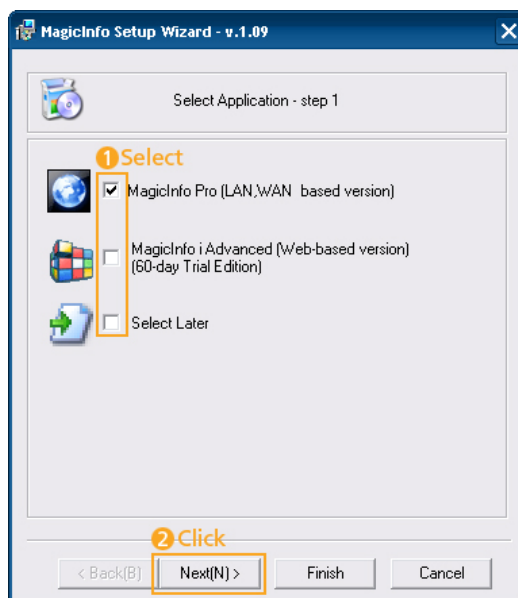 MagicInfo Setup Wizard - v.1.09
Select Application - step 1
1 Select
MagicInfo Pro (LAN,WAN based version)
MagicInfo i Advanced (Web-based version)
(60-day Trial Edition)
Select Later
2 Click
< Back(B)
Next(N) >
Finish
Cancel